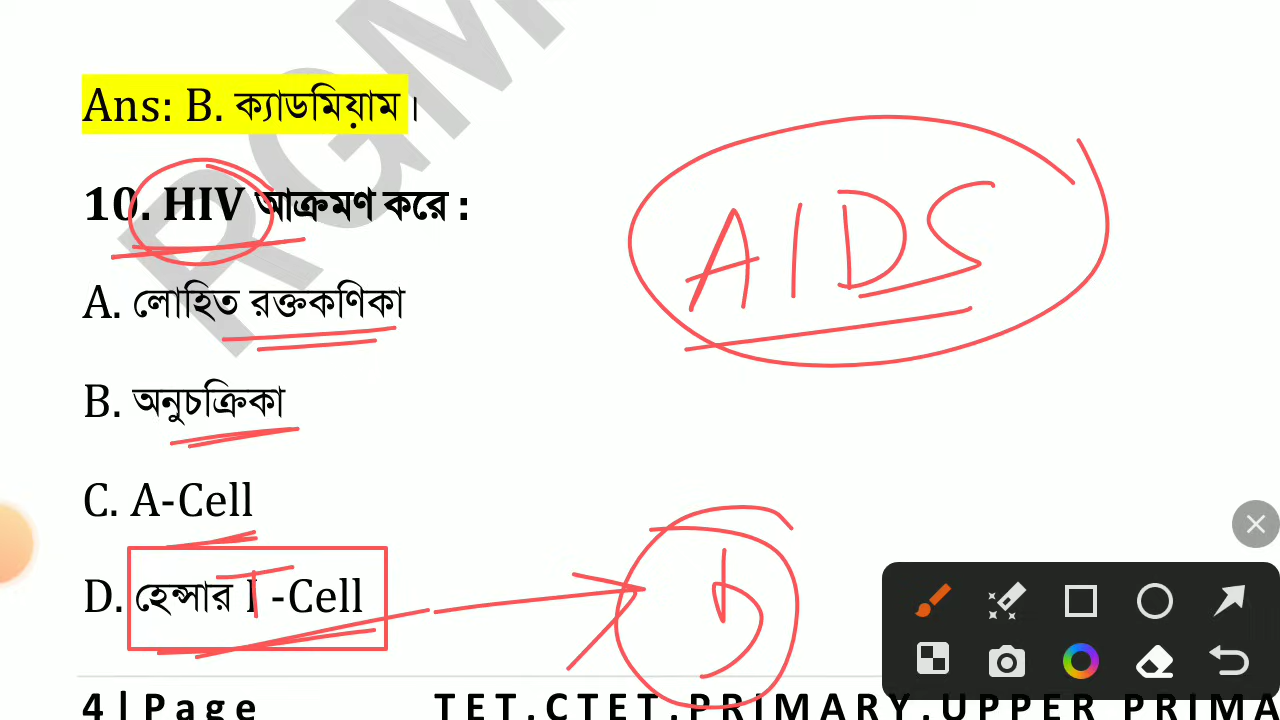 Ans: B. ক্যাডমিয়াম।
10. HIV আক্রমণ করে :
A. লোহিত রক্তকণিকা
B. অনুচক্রিকা
C. A-Cell
D. হেল্সার T -Cell
AIDS
D
4 | Page
TET,CTET,PRIMARY,UPPER PRIMA
RGM